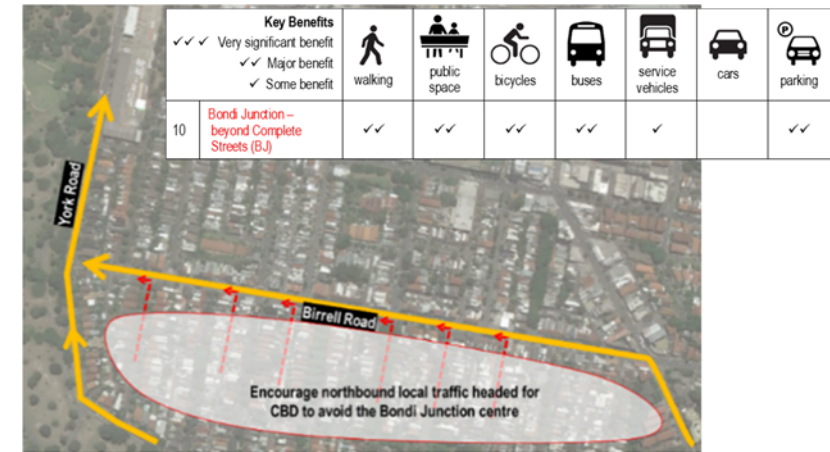 Key Benefits
✓✓✓ Very significant benefit
✓✓ Major benefit
✓ Some benefit
walking
public
space
bicycles
buses
service
vehicles
cars
P
parking
10
Bondi Junction –
beyond Complete
Streets (BJ)
✓✓
✓✓
✓✓
✓✓
✓
✓✓
York Road
Birrell Road
Encourage northbound local traffic headed for
CBD to avoid the Bondi Junction centre